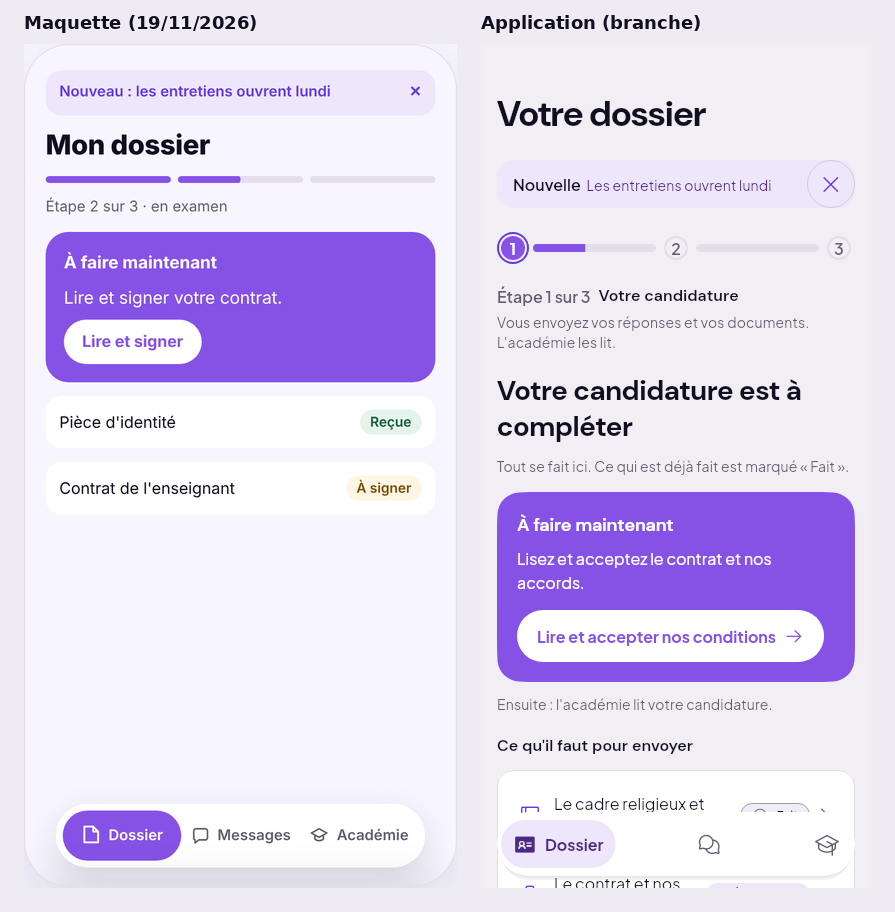 Maquette (19/11/2026)
Nouveau : les entretiens ouvrent lundi
Mon dossier
Étape 2 sur 3 · en examen
À faire maintenant
Lire et signer votre contrat.
Lire et signer
Pièce d'identité
Reçue
Contrat de l'enseignant
À signer
Dossier
Messages
Académie
Application (branche)
Votre dossier
Nouvelle Les entretiens ouvrent lundi
1
2
3
Étape 1 sur 3 Votre candidature
Vous envoyez vos réponses et vos documents.
L'académie les lit.
Votre candidature est à
compléter
Tout se fait ici. Ce qui est déjà fait est marqué « Fait ».
À faire maintenant
Lisez et acceptez le contrat et nos
accords.
Lire et accepter nos conditions
Ensuite : l'académie lit votre candidature.
Ce qu'il faut pour envoyer
Le cadre religieux et
Dossier
Le contrat et nos